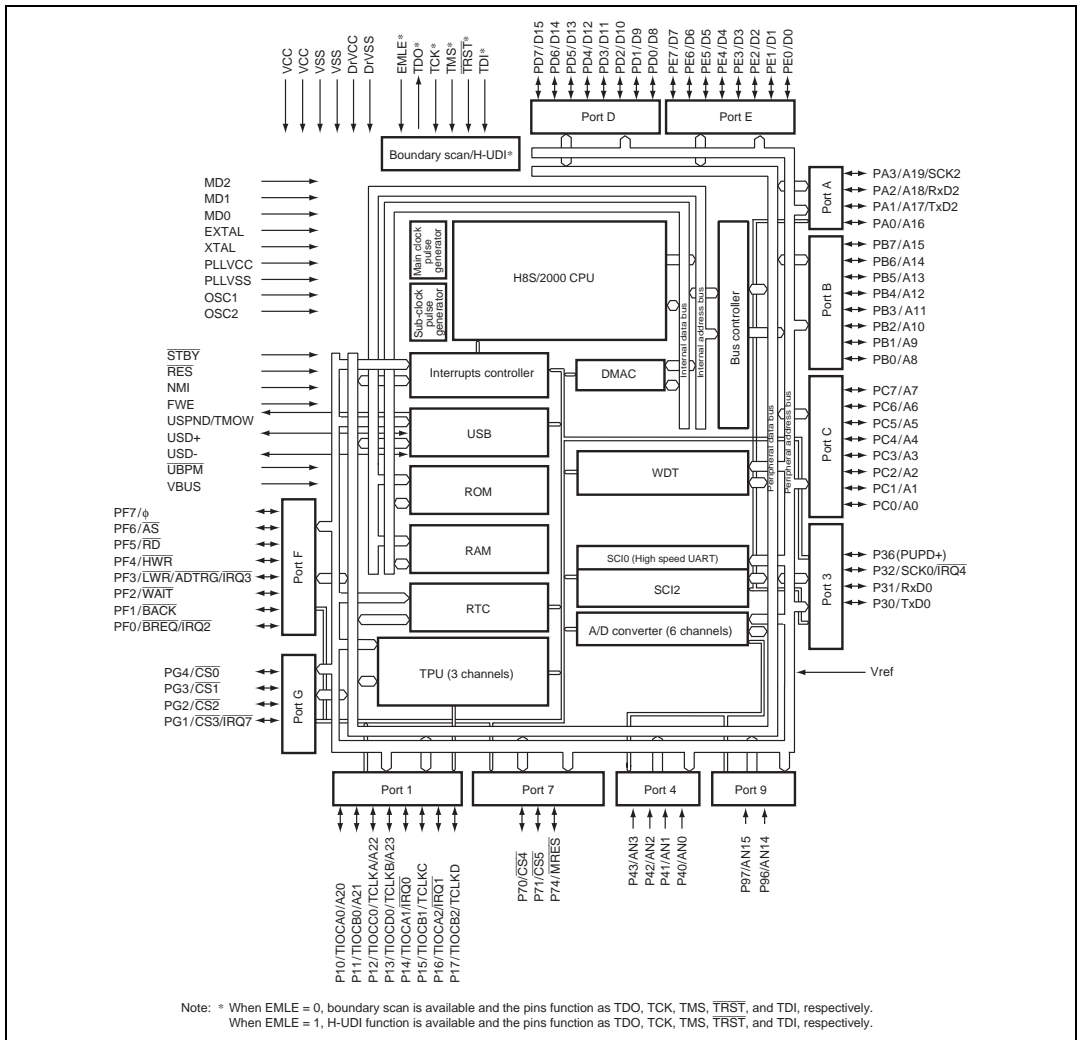 VCC
VCC
VSS
VSS
DrVCC
DrVSS
EMLE*
TDO*
TCK*
TMS*
TRST*
TDI*
PD7/D15
PD6/D14
PD5/D13
PD4/D12
PD3/D11
PD2/D10
PD1/D9
PD0/D8
PE7/D7
PE6/D6
PE5/D5
PE4/D4
PE3/D3
PE2/D2
PE1/D1
PE0/D0
Port D
Port E
Boundary scan/H-UDI*
MD2
MD1
MD0
EXTAL
XTAL
PLLVCC
PLLVSS
OSC1
OSC2
STBY
RES
NMI
FWE
USPND/TMOW
USD+
USD-
UBPM
VBUS
Main clock pulse generator
Sub-clock pulse generator
H8S/2000 CPU
Internal data bus
Internal address bus
Bus controller
Interrupts controller
DMAC
USB
ROM
RAM
RTC
TPU (3 channels)
WDT
SCI0 (High speed UART)
SCI2
A/D converter (6 channels)
Peripheral data bus
Peripheral address bus
Port A
PA3/A19/SCK2
PA2/A18/RxD2
PA1/A17/TxD2
PA0/A16
Port B
PB7/A15
PB6/A14
PB5/A13
PB4/A12
PB3/A11
PB2/A10
PB1/A9
PB0/A8
Port C
PC7/A7
PC6/A6
PC5/A5
PC4/A4
PC3/A3
PC2/A2
PC1/A1
PC0/A0
Port 3
P36 (PUPD+)
P32/SCK0/IRQ4
P31/RxD0
P30/TxD0
Vref
PF7/ϕ
PF6/AS
PF5/RD
PF4/HWR
PF3/LWR/ADTRG/IRQ3
PF2/WAIT
PF1/BACK
PF0/BREQ/IRQ2
Port F
PG4/CS0
PG3/CS1
PG2/CS2
PG1/CS3/IRQ7
Port G
Port 1
Port 7
Port 4
Port 9
P10/TIOCA0/A20
P11/TIOCB0/A21
P12/TIOCC0/TCLKA/A22
P13/TIOCD0/TCLKB/A23
P14/TIOCA1/IRQ0
P15/TIOCB1/TCLKC
P16/TIOCA2/IRQ1
P17/TIOCB2/TCLKD
P70/CS4
P71/CS5
P74/MRES
P43/AN3
P42/AN2
P41/AN1
P40/AN0
P97/AN15
P96/AN14
Note: * When EMLE = 0, boundary scan is available and the pins function as TDO, TCK, TMS, TRST, and TDI, respectively.
When EMLE = 1, H-UDI function is available and the pins function as TDO, TCK, TMS, TRST, and TDI, respectively.